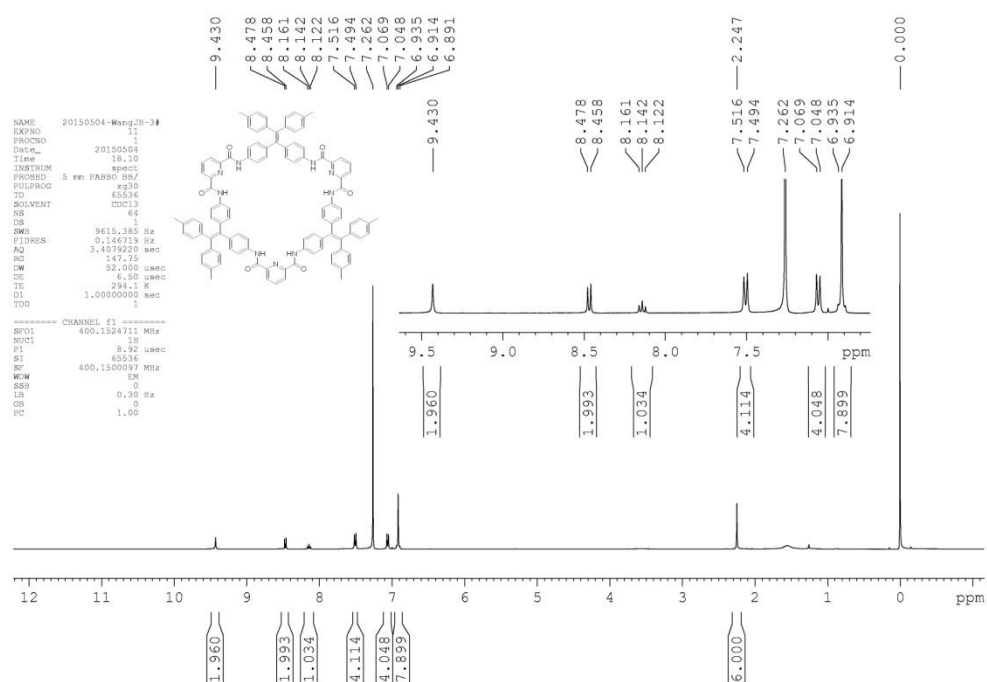 9.430
8.478
8.458
8.161
8.142
8.122
7.516
7.494
7.262
7.069
7.048
6.935
6.914
6.891
2.247
0.000
NAME 20150504-WangJH-3#
EXPNO 11
PROCNO 1
Date_ 20150504
Time 18.10
INSTRUM spect
PROBHD 5 mm PABBO BB/
PULPROG zg30
TD 65536
SOLVENT CDCl3
NS 64
DS 1
SWH 9615.385 Hz
FIDRES 0.146719 Hz
AQ 3.4079220 sec
RG 147.75
DW 52.000 usec
DE 6.50 usec
TE 294.1 K
D1 1.00000000 sec
TD0 1
======== CHANNEL f1 ========
SFO1 400.1524711 MHz
NUC1 1H
P1 8.92 usec
SI 65536
SF 400.1500097 MHz
WDW EM
SSB 0
LB 0.30 Hz
GB 0
PC 1.00
O N O
NH HN
O O
N N
NH HN
NH HN
O N O
9.430
8.478
8.458
8.161
8.142
8.122
7.516
7.494
7.262
7.069
7.048
6.935
6.914
9.5 9.0 8.5 8.0 7.5 ppm
1.960 1.993 1.034 4.114 4.048 7.899
12 11 10 9 8 7 6 5 4 3 2 1 0 ppm
1.960 1.993 1.034 4.114 4.048 7.899 6.000